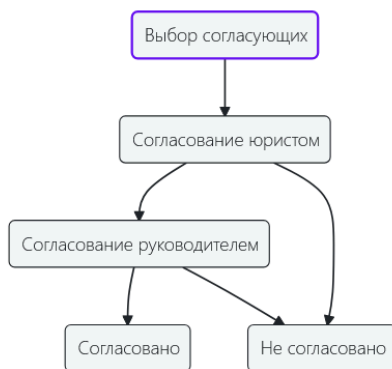 Выбор согласующих
Согласование юристом
Согласование руководителем
Согласовано
Не согласовано